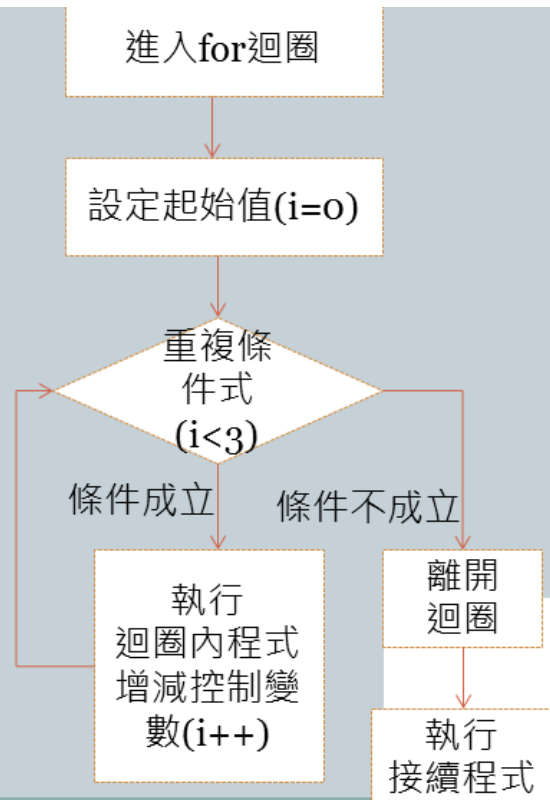 進入for迴圈
設定起始值(i=0)
重複條
件式
(i<3)
條件成立
條件不成立
執行
迴圈內程式
增減控制變
數(i++)
離開
迴圈
執行
接續程式